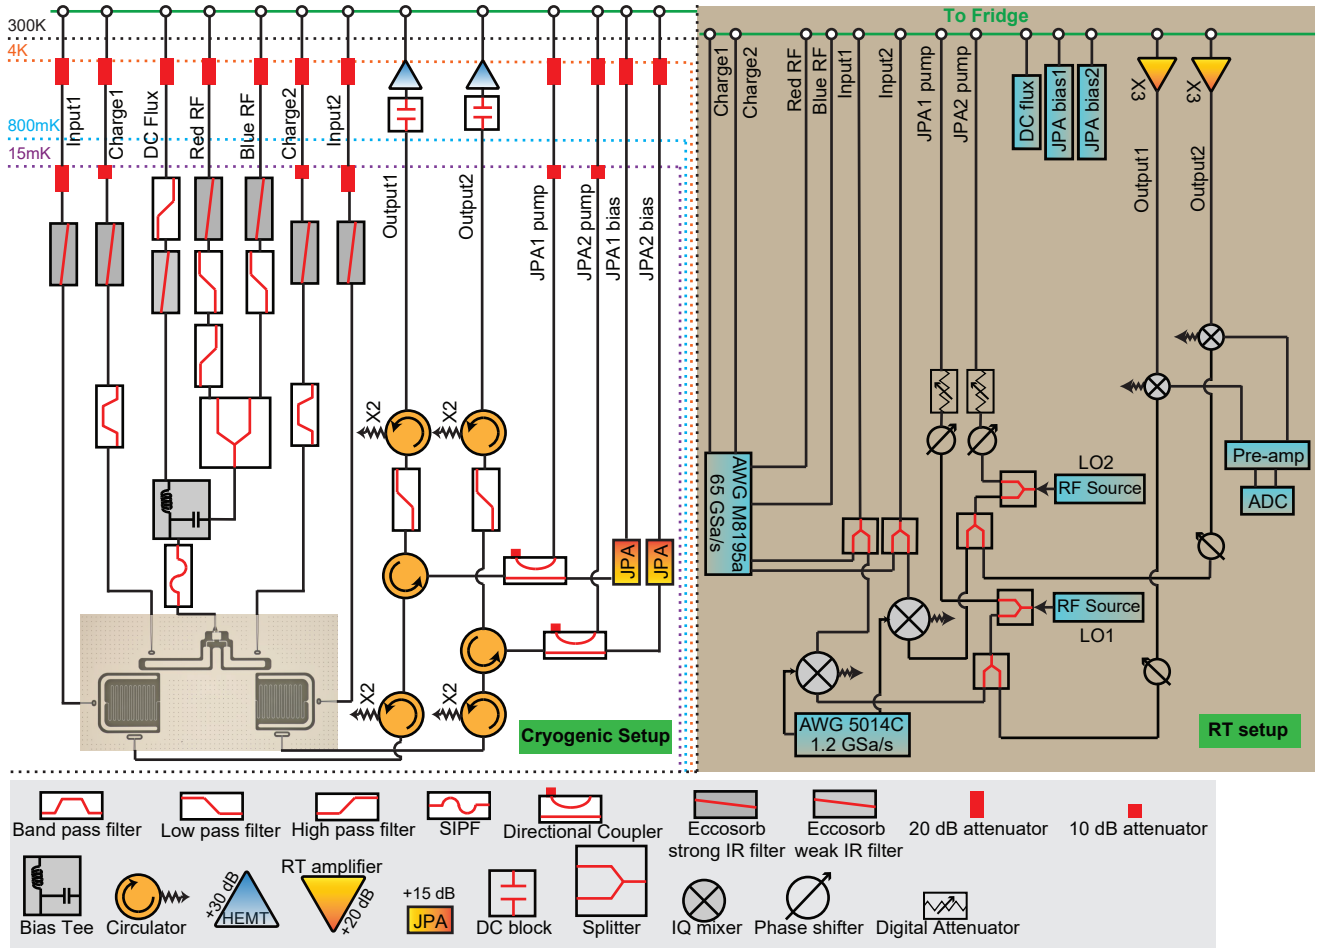 300K
4K
800mK
15mK
Input1
Charge1
DC Flux
Red RF
Blue RF
Charge2
Input2
Output1
Output2
JPA1 pump
JPA2 pump
JPA1 bias
JPA2 bias
X2
X2
JPA
JPA
X2
X2
Cryogenic Setup
To Fridge
Charge1
Charge2
Red RF
Blue RF
Input1
Input2
JPA1 pump
JPA2 pump
DC flux
JPA bias1
JPA bias2
X3
X3
Output1
Output2
AWG M8195a
65 GSa/s
LO2
RF Source
RF Source
LO1
Pre-amp
ADC
AWG 5014C
1.2 GSa/s
RT setup
Band pass filter
Low pass filter
High pass filter
SIPF
Directional Coupler
Eccosorb
strong IR filter
Eccosorb
weak IR filter
20 dB attenuator
10 dB attenuator
Bias Tee
Circulator
+30 dB
HEMT
RT amplifier
+20 dB
+15 dB
JPA
DC block
Splitter
IQ mixer
Phase shifter
Digital Attenuator